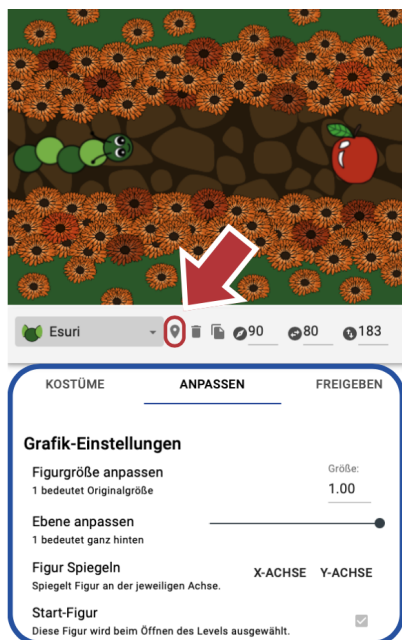 Esuri 90 80 183
KOSTÜME ANPASSEN FREIGEBEN
Grafik-Einstellungen
Figurgröße anpassen Größe:
1 bedeutet Originalgröße 1.00
Ebene anpassen
1 bedeutet ganz hinten
Figur Spiegeln X-ACHSE Y-ACHSE
Spiegelt Figur an der jeweiligen Achse.
Start-Figur
Diese Figur wird beim Öffnen des Levels ausgewählt.